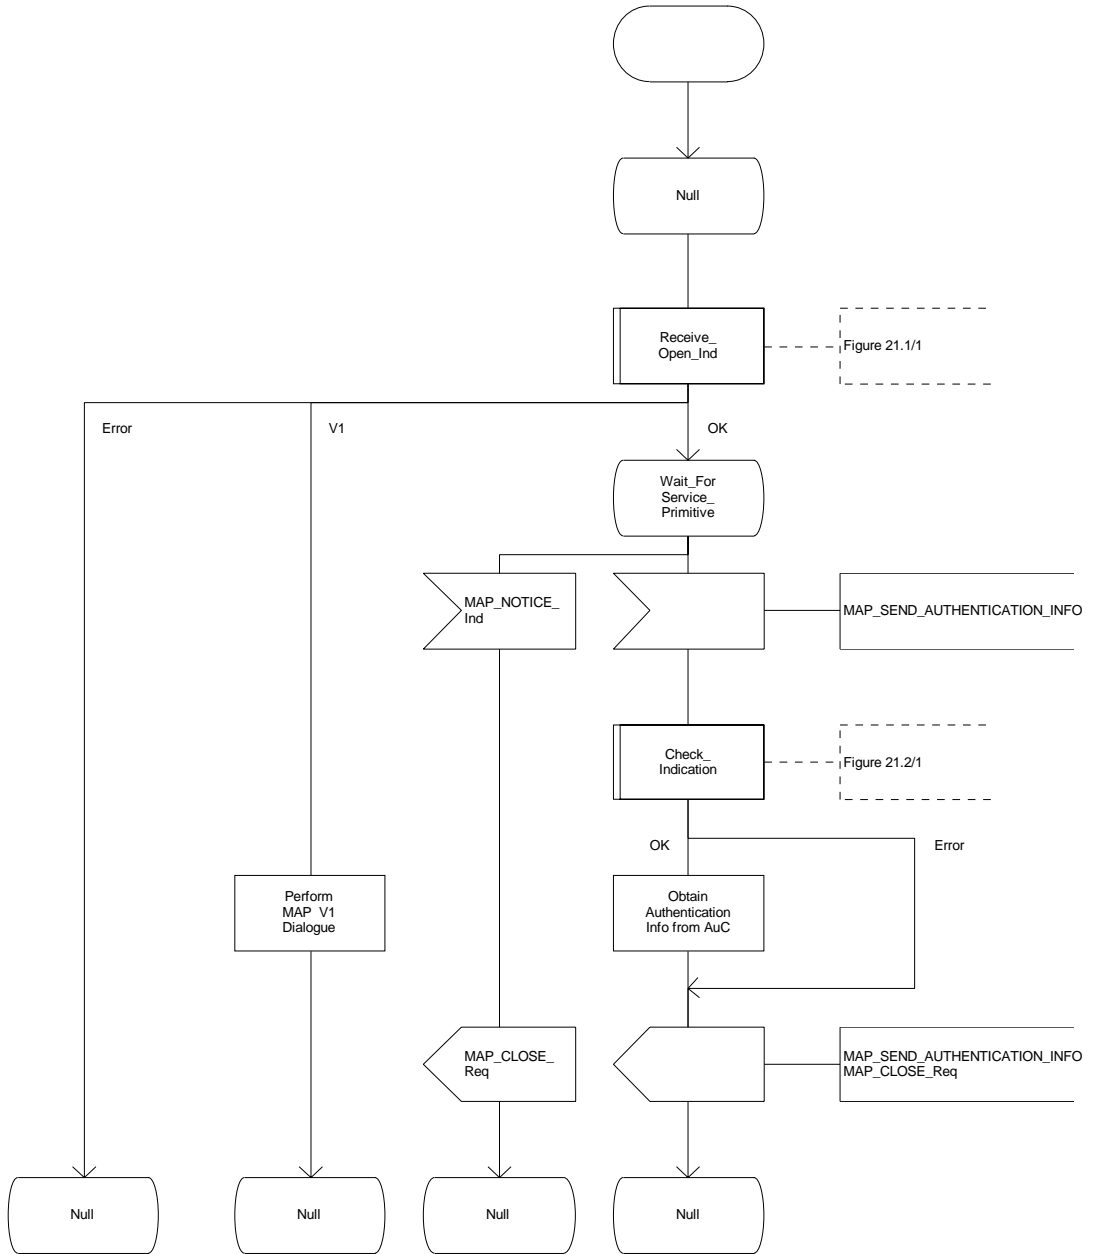 Null
Receive_
Open_Ind
Figure 21.1/1
Error
V1
OK
Wait_For
Service_
Primitive
MAP_NOTICE_
Ind
MAP_SEND_AUTHENTICATION_INFO
Check_
Indication
Figure 21.2/1
OK
Error
Perform
MAP V1
Dialogue
Obtain
Authentication
Info from AuC
MAP_CLOSE_
Req
MAP_SEND_AUTHENTICATION_INFO
MAP_CLOSE_Req
Null
Null
Null
Null